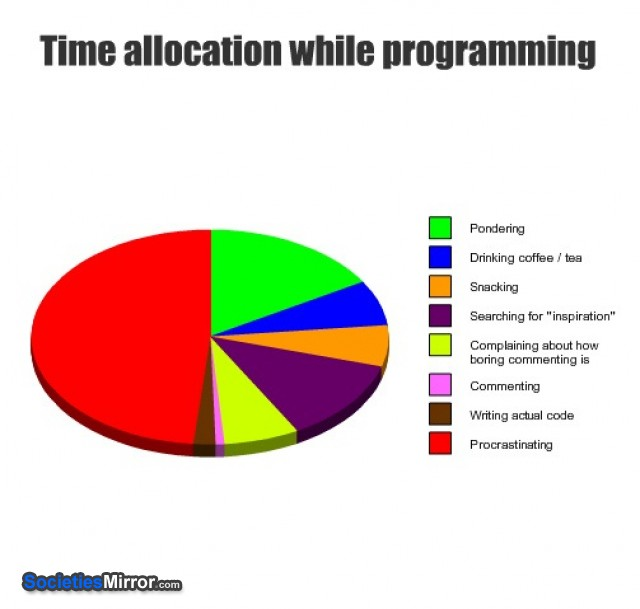 Time allocation while programming
Pondering
Drinking coffee / tea
Snacking
Searching for "inspiration"
Complaining about how
boring commenting is
Commenting
Writing actual code
Procrastinating
SocietiesMirror.com